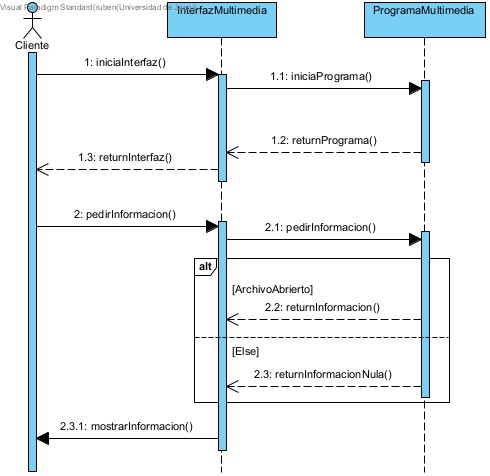 Visual Paradigm Standard(ruben(Universidad de
InterfazMultimedia
ProgramaMultimedia
Cliente
1: iniciaInterfaz()
1.1: iniciaPrograma()
1.2: returnPrograma()
1.3: returnInterfaz()
2: pedirInformacion()
2.1: pedirInformacion()
alt
[ArchivoAbierto]
2.2: returnInformacion()
[Else]
2.3: returnInformacionNula()
2.3.1: mostrarInformacion()